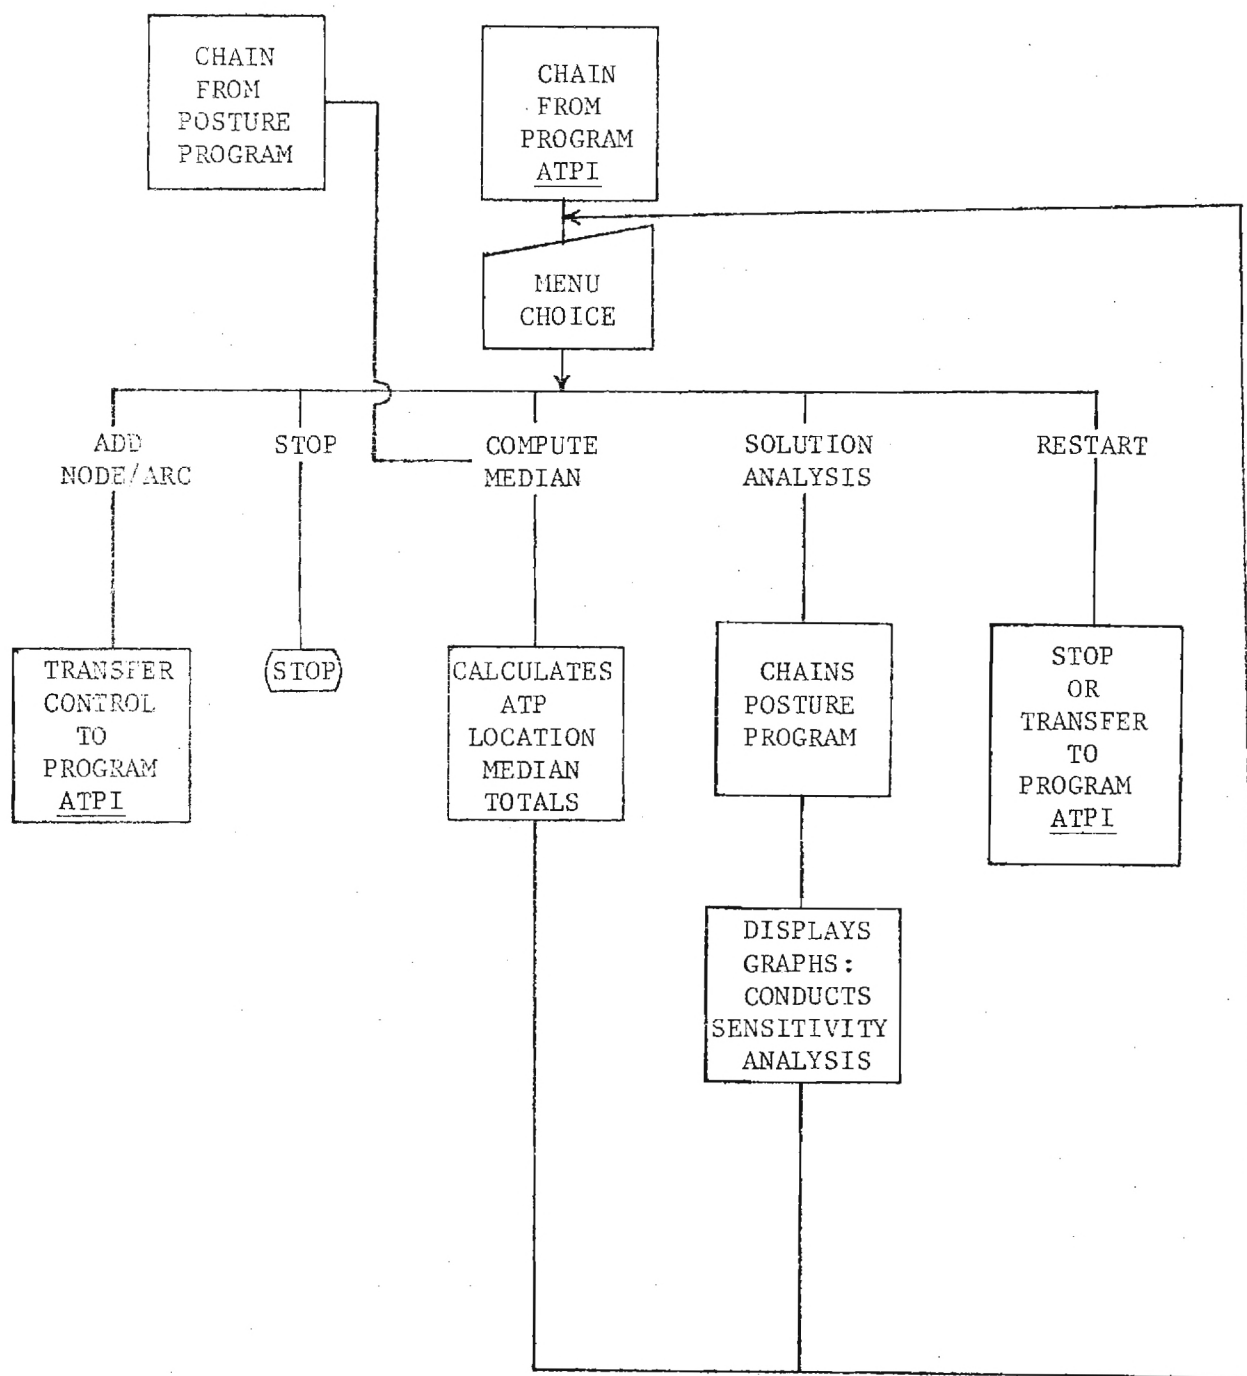 CHAIN
FROM
POSTURE
PROGRAM
CHAIN
FROM
PROGRAM
ATPI
MENU
CHOICE
ADD
NODE/ARC
STOP
COMPUTE
MEDIAN
SOLUTION
ANALYSIS
RESTART
TRANSFER
CONTROL
TO
PROGRAM
ATPI
STOP
CALCULATES
ATP
LOCATION
MEDIAN
TOTALS
CHAINS
POSTURE
PROGRAM
STOP
OR
TRANSFER
TO
PROGRAM
ATPI
DISPLAYS
GRAPHS:
CONDUCTS
SENSITIVITY
ANALYSIS